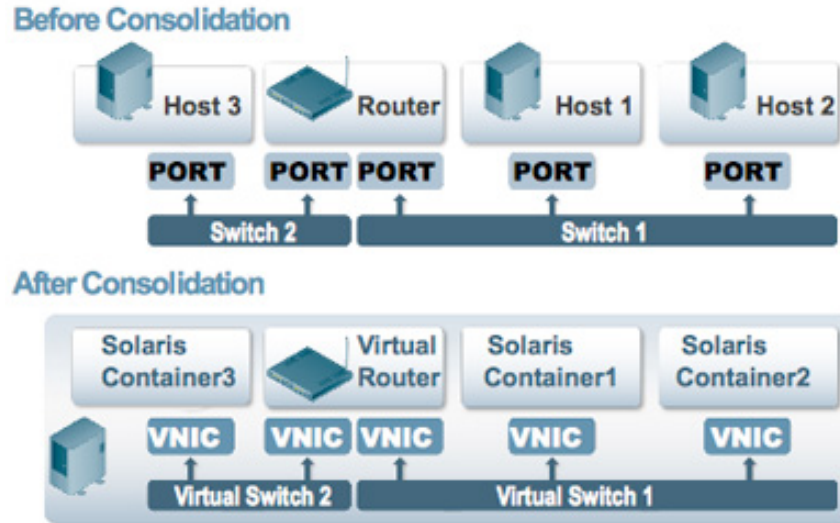 Before Consolidation
Host 3 Router Host 1 Host 2
PORT PORT PORT PORT PORT
Switch 2 Switch 1
After Consolidation
Solaris Virtual Solaris Solaris
Container3 Router Container1 Container2
VNIC VNIC VNIC VNIC VNIC
Virtual Switch 2 Virtual Switch 1